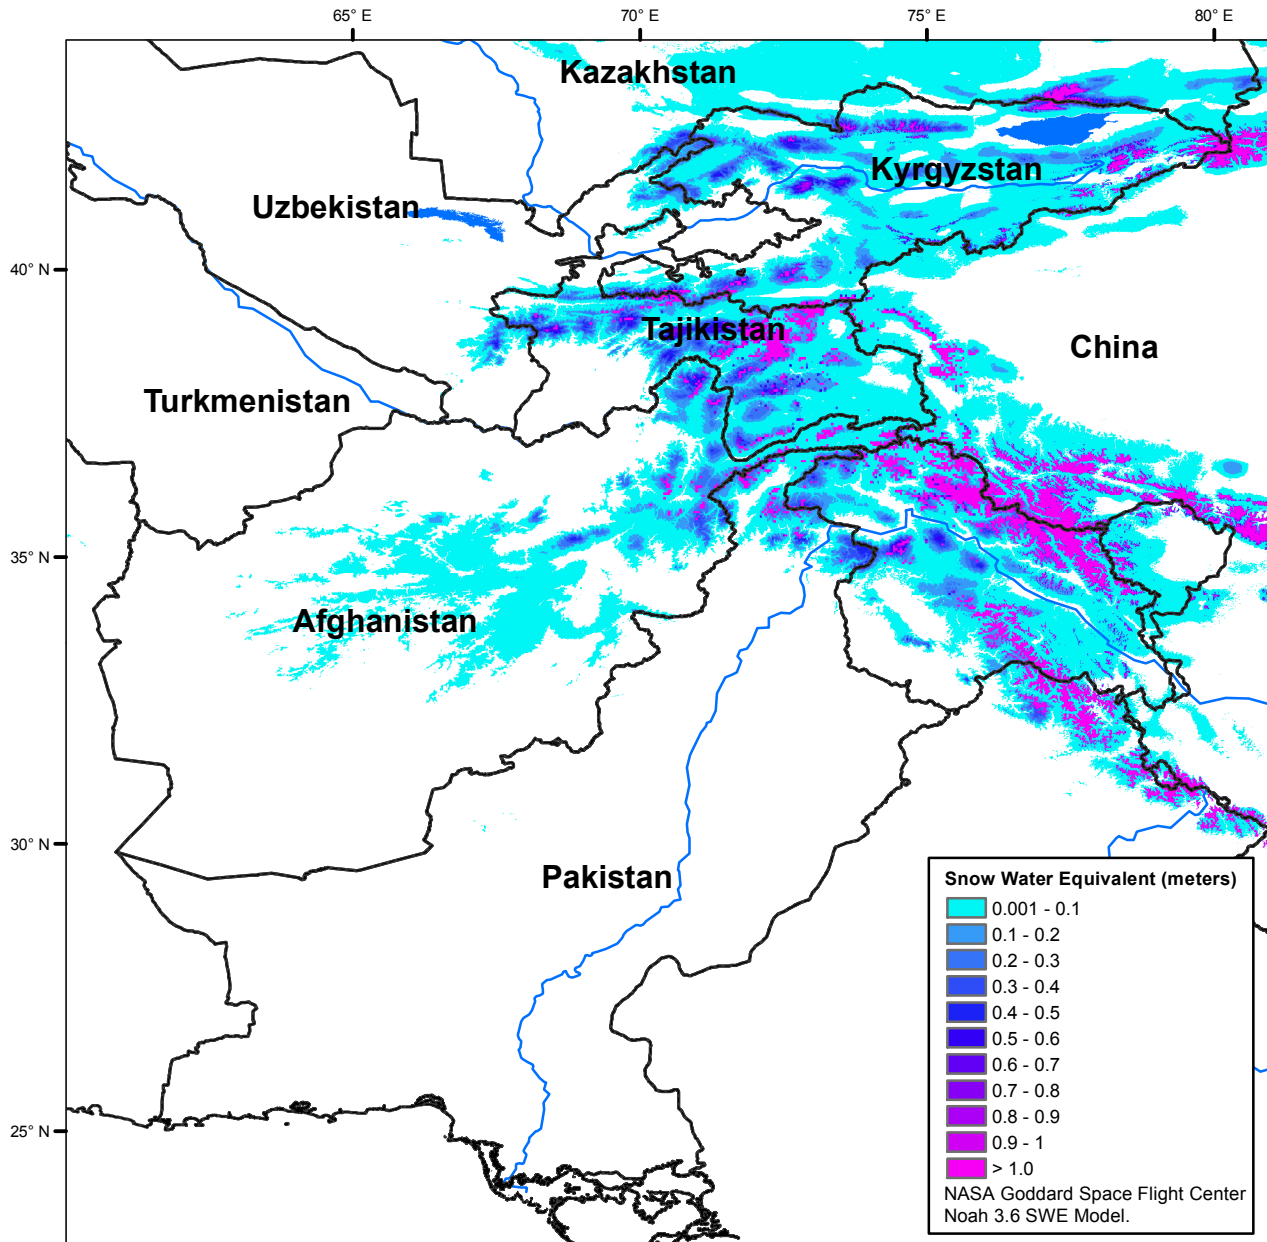 65° E
70° E
75° E
80° E
Kazakhstan
Kyrgyzstan
Uzbekistan
40° N
Tajikistan
China
Turkmenistan
35° N
Afghanistan
30° N
Pakistan
25° N
Snow Water Equivalent (meters)
0.001 - 0.1
0.1 - 0.2
0.2 - 0.3
0.3 - 0.4
0.4 - 0.5
0.5 - 0.6
0.6 - 0.7
0.7 - 0.8
0.8 - 0.9
0.9 - 1
> 1.0
NASA Goddard Space Flight Center
Noah 3.6 SWE Model.